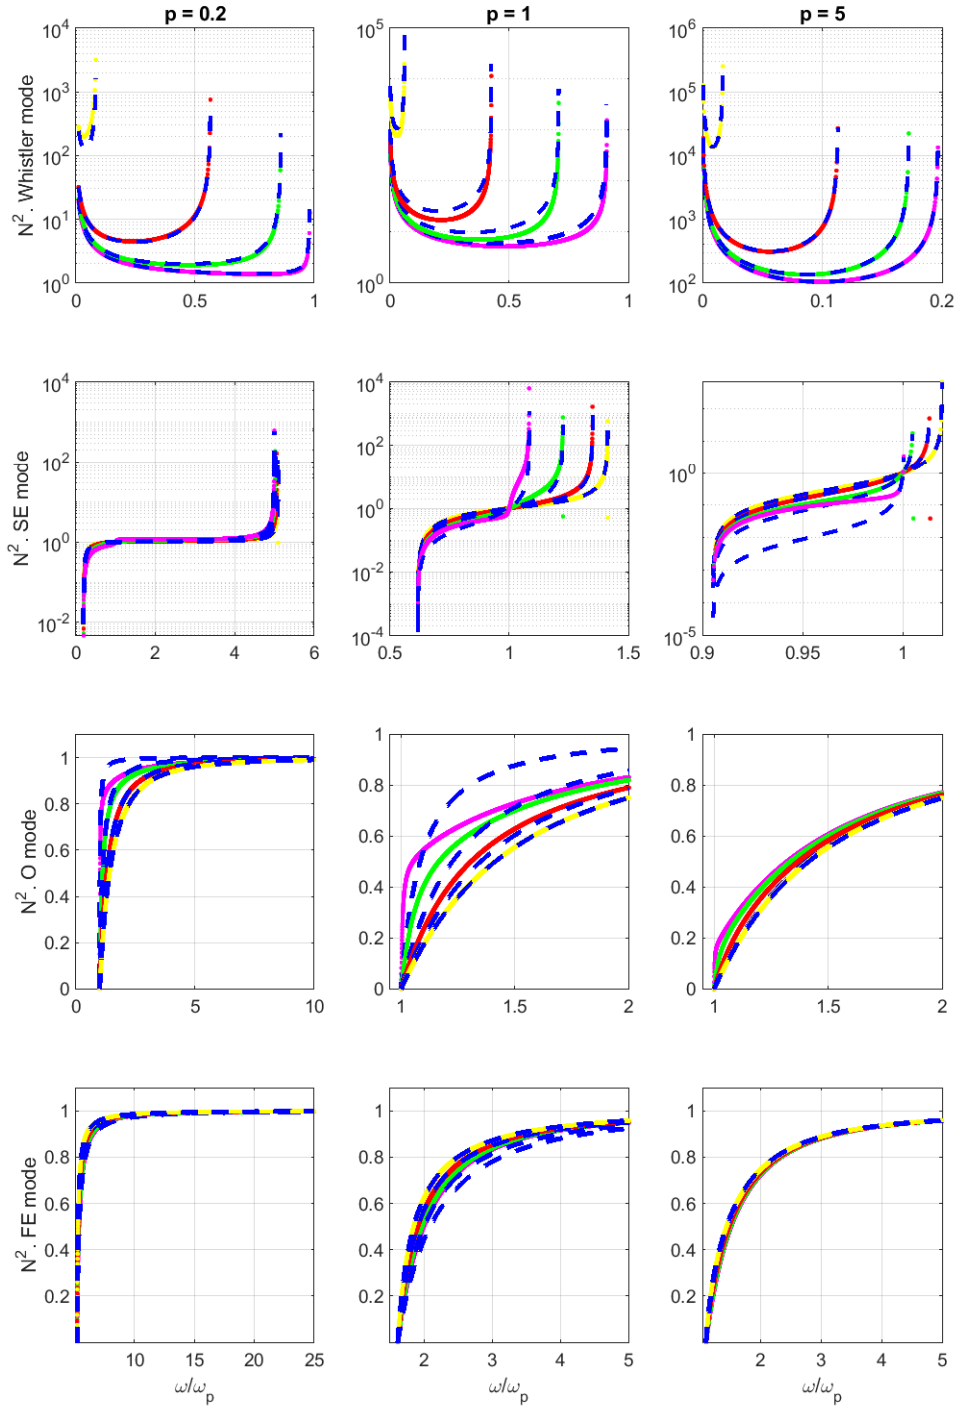 p = 0.2 p = 1 p = 5
N². Whistler mode
10⁴ 10³ 10² 10¹ 10⁰
0 0.5 1
10⁵ 10⁰
0 0.5 1
10⁶ 10⁵ 10⁴ 10³ 10²
0 0.1 0.2
N². SE mode
10⁴ 10² 10⁰ 10⁻²
0 2 4 6
10⁴ 10² 10⁰ 10⁻² 10⁻⁴
0.5 1 1.5
10⁰ 10⁻⁵
0.9 0.95 1
N². O mode
1 0.8 0.6 0.4 0.2 0
0 5 10
1 0.8 0.6 0.4 0.2 0
1 1.5 2
1 0.8 0.6 0.4 0.2 0
1 1.5 2
N². FE mode
1 0.8 0.6 0.4 0.2
10 15 20 25
ω/ωₚ
1 0.8 0.6 0.4 0.2
2 3 4 5
ω/ωₚ
1 0.8 0.6 0.4 0.2
2 3 4 5
ω/ωₚ